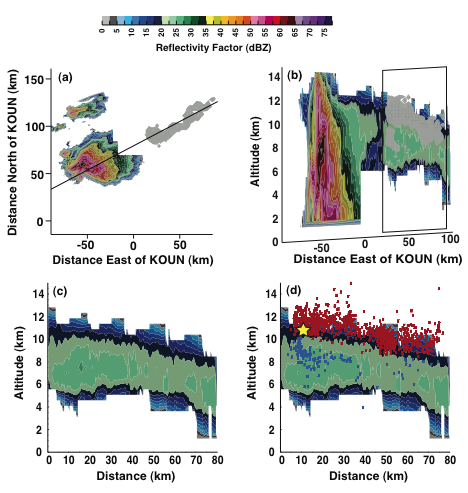 0 5 10 15 20 25 30 35 40 45 50 55 60 65 70 75
Reflectivity Factor (dBZ)
(a)
150
100
50
0
-50 0 50
Distance North of KOUN (km)
Distance East of KOUN (km)
(b)
14
12
10
8
6
4
2
0
-50 0 50 100
Altitude (km)
Distance East of KOUN (km)
(c)
14
12
10
8
6
4
2
0
0 10 20 30 40 50 60 70 80
Altitude (km)
Distance (km)
(d)
14
12
10
8
6
4
2
0
0 10 20 30 40 50 60 70 80
Altitude (km)
Distance (km)